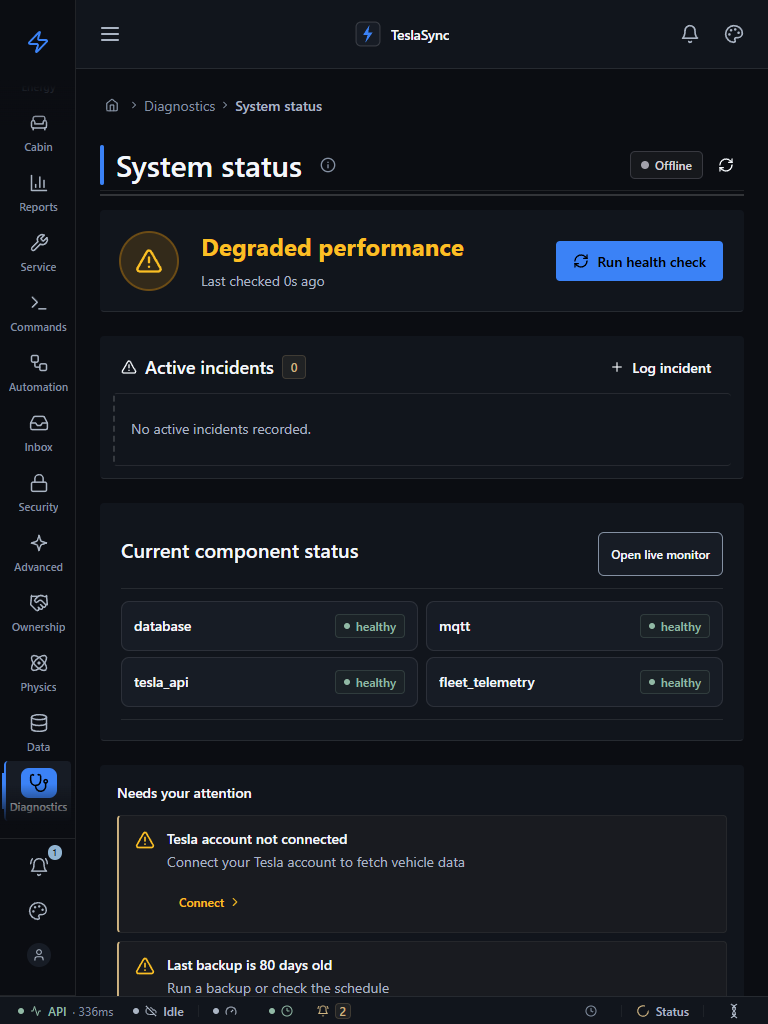 TeslaSync
Energy
Cabin
Reports
Service
Commands
Automation
Inbox
Security
Advanced
Ownership
Physics
Data
Diagnostics
1
Diagnostics
System status
System status
Offline
Degraded performance
Last checked 0s ago
Run health check
Active incidents 0
Log incident
No active incidents recorded.
Current component status
Open live monitor
database healthy
mqtt healthy
tesla_api healthy
fleet_telemetry healthy
Needs your attention
Tesla account not connected
Connect your Tesla account to fetch vehicle data
Connect
Last backup is 80 days old
Run a backup or check the schedule
API · 336ms
Idle
2
Status